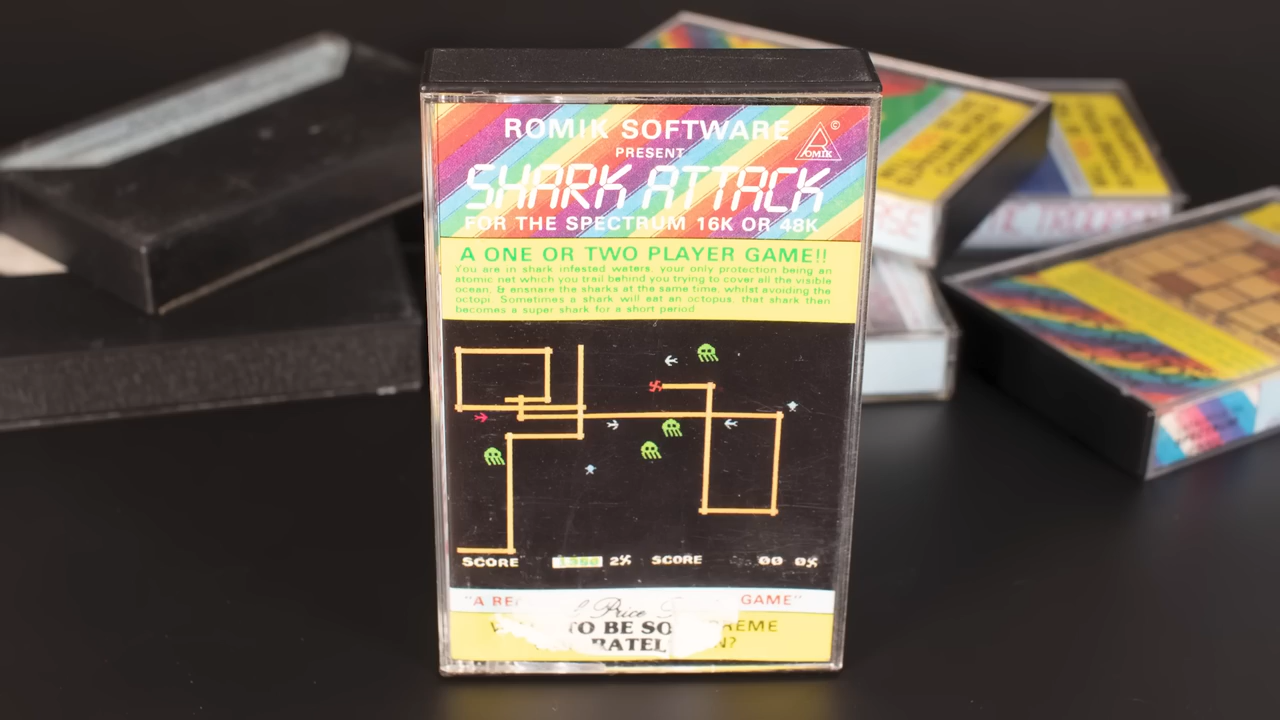 ROMIK SOFTWARE
©
ROMIK
PRESENT
SHARK ATTACK
FOR THE SPECTRUM 16K OR 48K
A ONE OR TWO PLAYER GAME!!
You are in shark infested waters, your only protection being an
atomic net which you trail behind you trying to cover all the visible
ocean, & ensnare the sharks at the same time, whilst avoiding the
octopi. Sometimes a shark will eat an octopus, that shark then
becomes a super shark for a short period
SCORE 2% SCORE 00 0%
"A GAME"
Price
TO BE SO